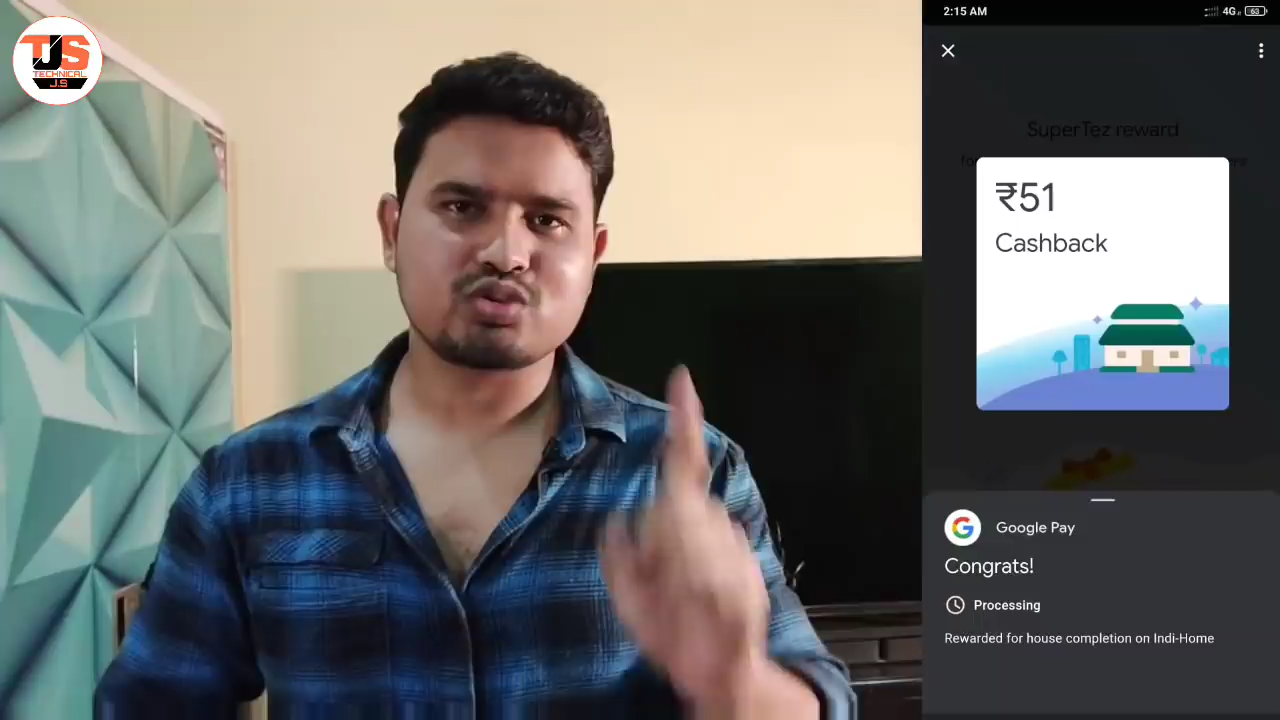 TJS
TECHNICAL
J.S
2:15 AM
4G
63
SuperTez reward
₹51
Cashback
Google Pay
Congrats!
Processing
Rewarded for house completion on Indi-Home